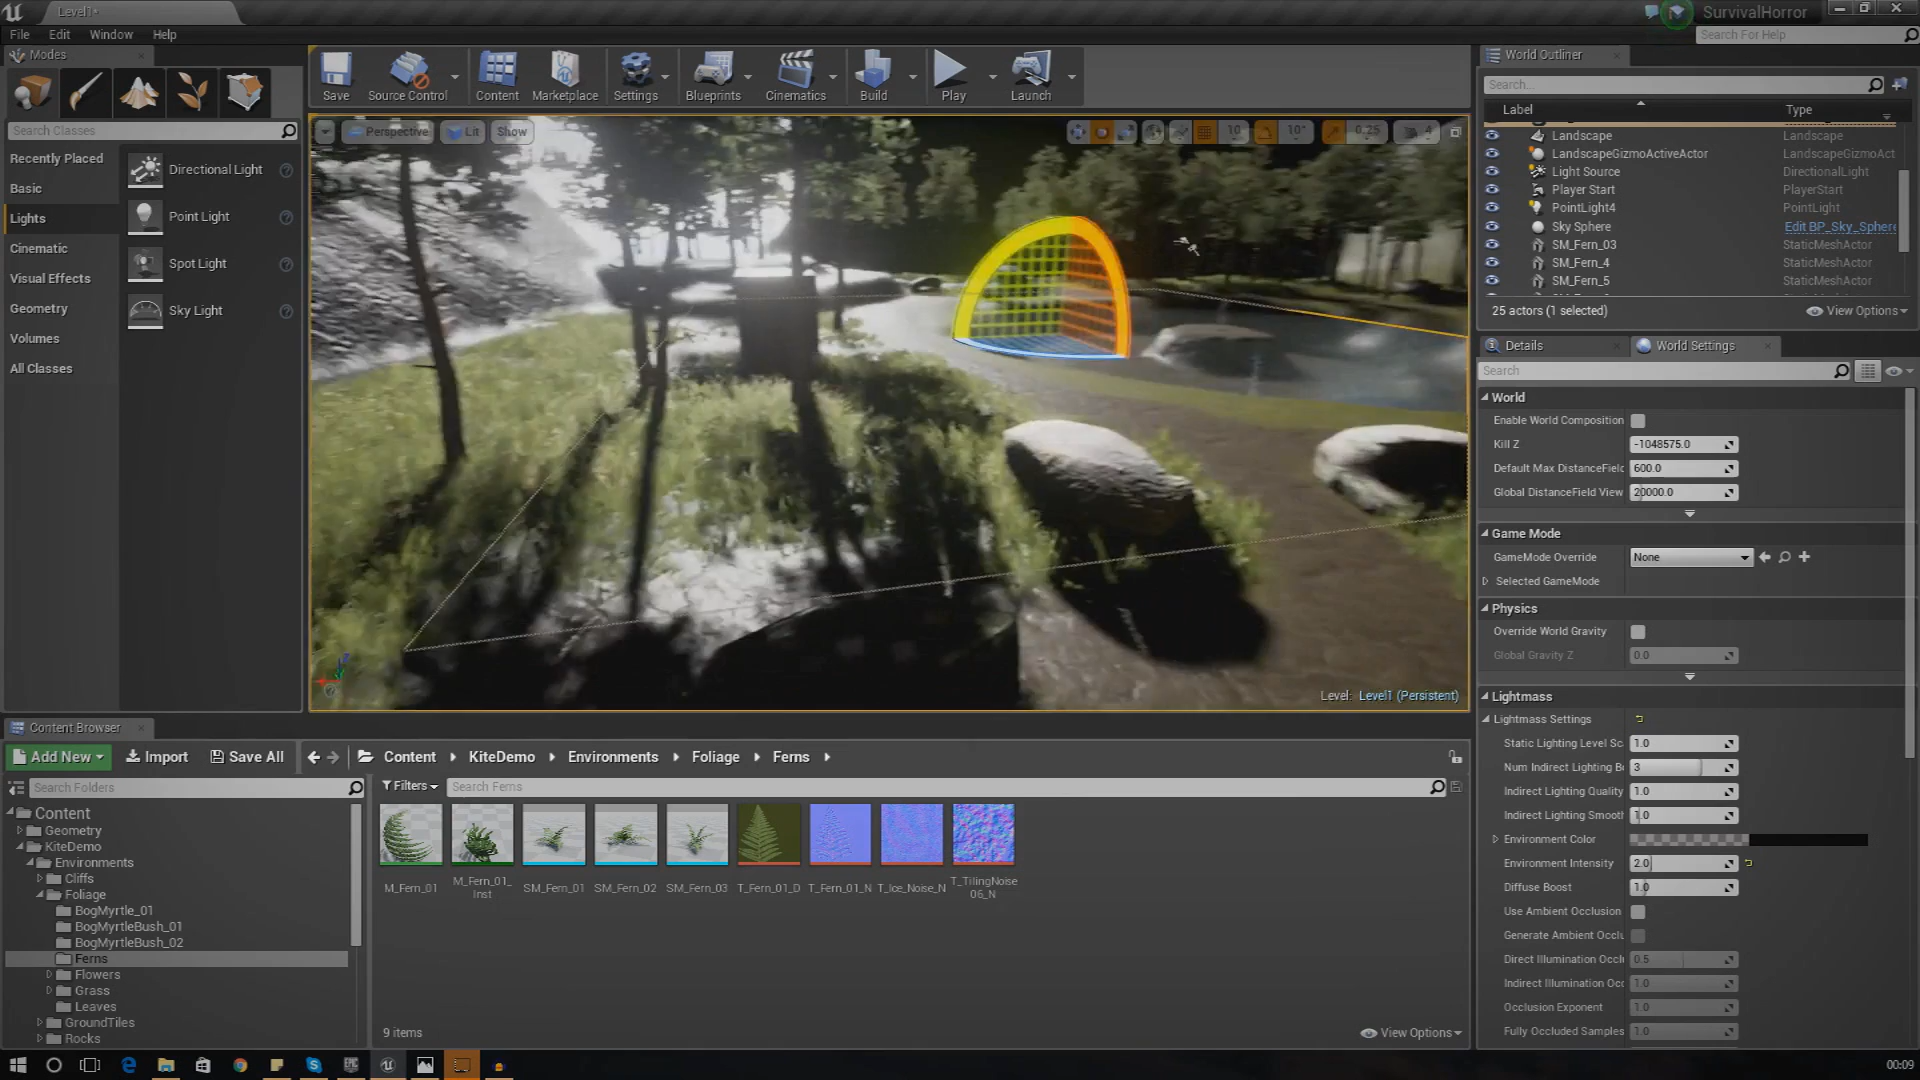 Level1*
SurvivalHorror
File Edit Window Help
Search For Help
Modes
Search Classes
Recently Placed
Basic
Lights
Cinematic
Visual Effects
Geometry
Volumes
All Classes
Directional Light
Point Light
Spot Light
Sky Light
Save Source Control Content Marketplace Settings Blueprints Cinematics Build Play Launch
Perspective Lit Show
10 10° 0.25 4
Level: Level1 (Persistent)
World Outliner
Search...
Label Type
Landscape Landscape
LandscapeGizmoActiveActor LandscapeGizmoAct
Light Source DirectionalLight
Player Start PlayerStart
PointLight4 PointLight
Sky Sphere Edit BP_Sky_Sphere
SM_Fern_03 StaticMeshActor
SM_Fern_4 StaticMeshActor
SM_Fern_5 StaticMeshActor
25 actors (1 selected) View Options
Details World Settings
Search
World
Enable World Composition
Kill Z -1048575.0
Default Max DistanceField 600.0
Global DistanceField View 20000.0
Game Mode
GameMode Override None
Selected GameMode
Physics
Override World Gravity
Global Gravity Z 0.0
Lightmass
Lightmass Settings
Static Lighting Level Sc 1.0
Num Indirect Lighting B 3
Indirect Lighting Quality 1.0
Indirect Lighting Smoot 1.0
Environment Color
Environment Intensity 2.0
Diffuse Boost 1.0
Use Ambient Occlusion
Generate Ambient Occlu
Direct Illumination Occl 0.5
Indirect Illumination Occ 1.0
Occlusion Exponent 1.0
Fully Occluded Samples 1.0
Content Browser
Add New Import Save All Content KiteDemo Environments Foliage Ferns
Search Folders
Filters Search Ferns
Content
Geometry
KiteDemo
Environments
Cliffs
Foliage
BogMyrtle_01
BogMyrtleBush_01
BogMyrtleBush_02
Ferns
Flowers
Grass
Leaves
GroundTiles
Rocks
M_Fern_01
M_Fern_01_
Inst
SM_Fern_01
SM_Fern_02
SM_Fern_03
T_Fern_01_D
T_Fern_01_N
T_Ice_Noise_N
T_TilingNoise
06_N
9 items
View Options
00:09